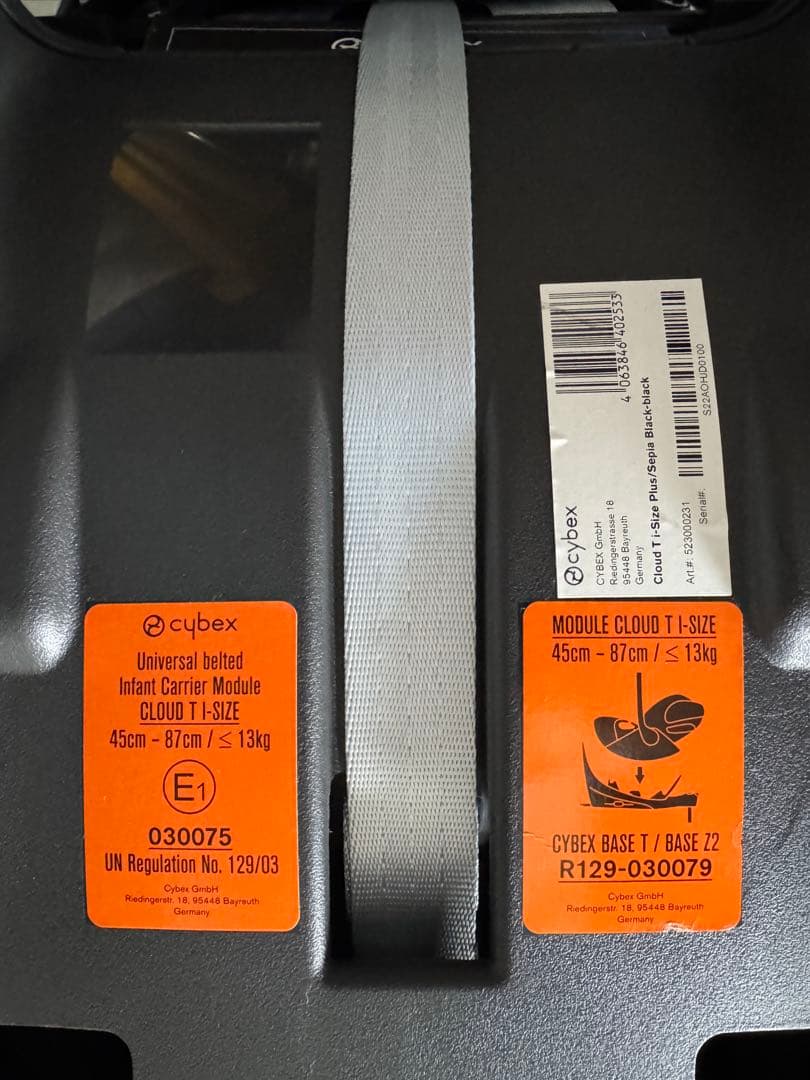 cybex
Universal belted
Infant Carrier Module
CLOUD T I-SIZE
45cm – 87cm / ≤ 13kg
E1
030075
UN Regulation No. 129/03
Cybex GmbH
Riedingerstr. 18, 95448 Bayreuth
Germany
4 063846 402533
cybex
CYBEX GmbH
Riedingerstrasse 18
95448 Bayreuth
Germany
Cloud T i-Size Plus/Sepia Black-black
Art.#: 523000231
Serial#: S22AOHJD0100
MODULE CLOUD T I-SIZE
45cm – 87cm / ≤ 13kg
CYBEX BASE T / BASE Z2
R129-030079
Cybex GmbH
Riedingerstr. 18, 95448 Bayreuth
Germany